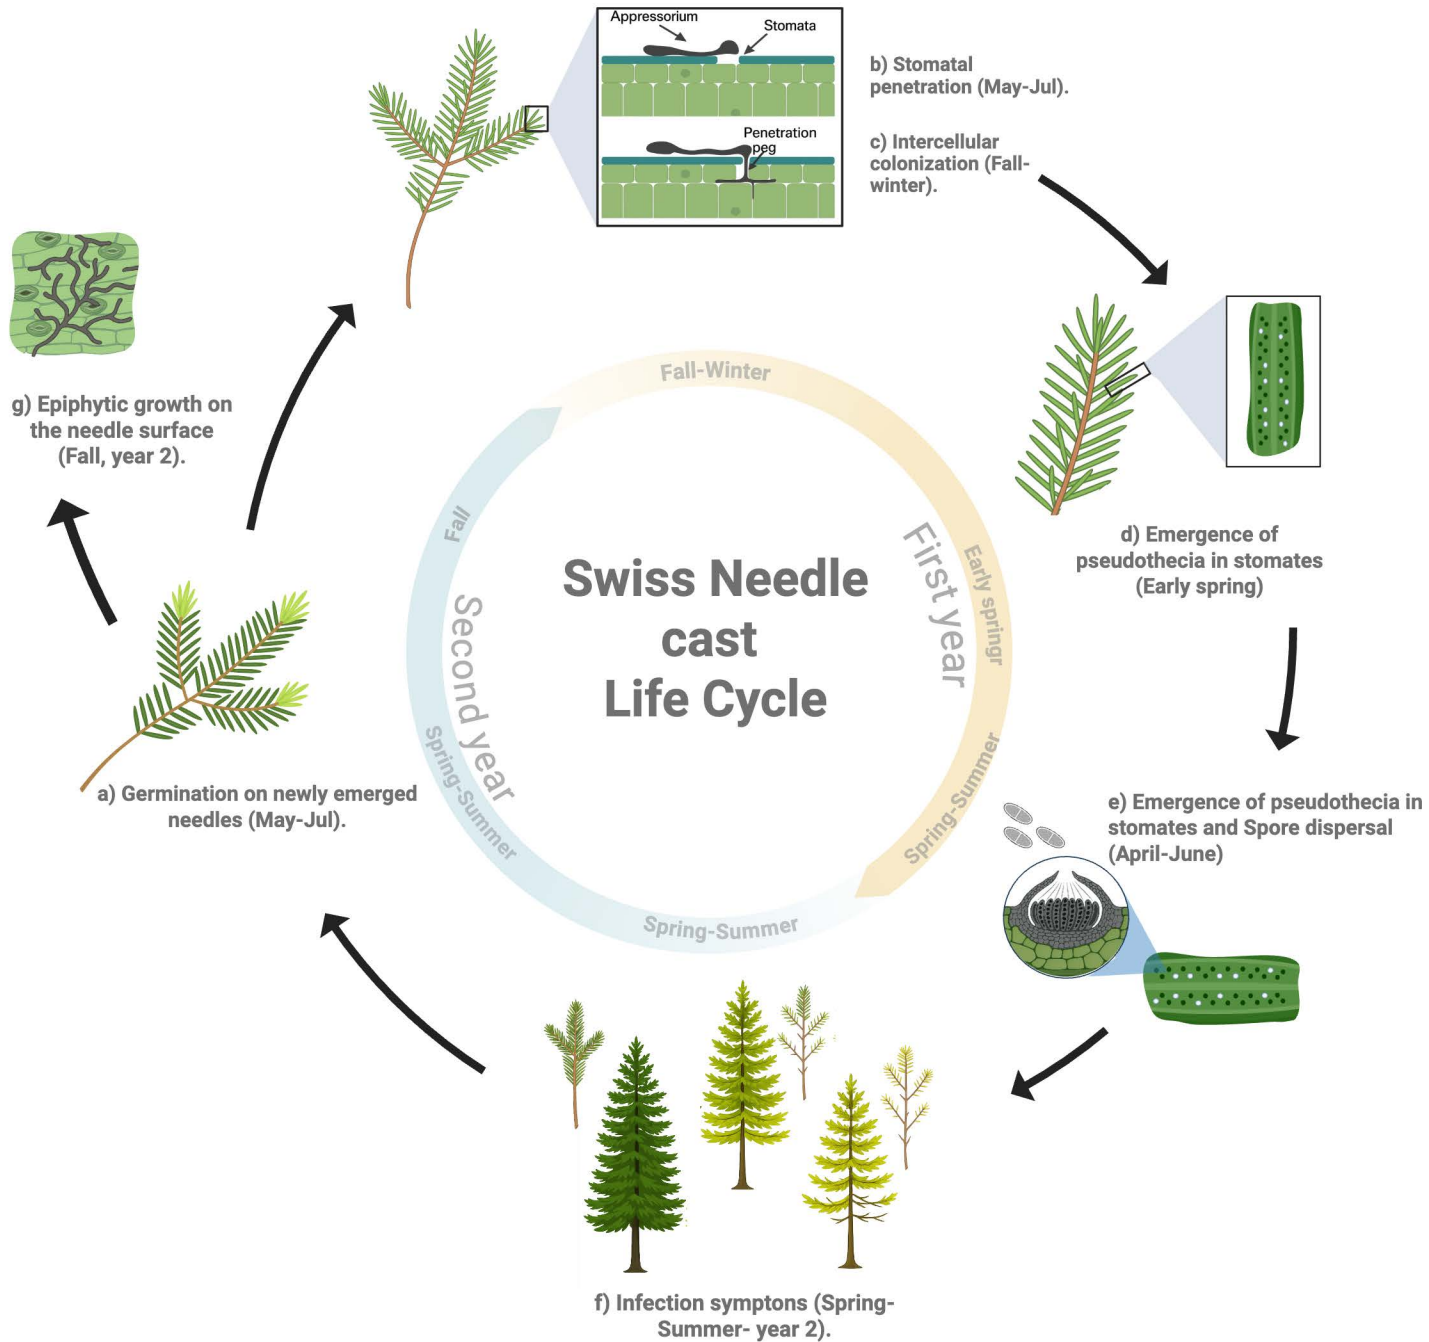 Appressorium
Stomata
Penetration
peg
b) Stomatal
penetration (May-Jul).
c) Intercellular
colonization (Fall-
winter).
d) Emergence of
pseudothecia in stomates
(Early spring)
e) Emergence of pseudothecia in
stomates and Spore dispersal
(April-June)
f) Infection symptons (Spring-
Summer- year 2).
a) Germination on newly emerged
needles (May-Jul).
g) Epiphytic growth on
the needle surface
(Fall, year 2).
Swiss Needle
cast
Life Cycle
Fall-Winter
First year
Early springr
Spring-Summer
Spring-Summer
Second year
Spring-Summer
Fall